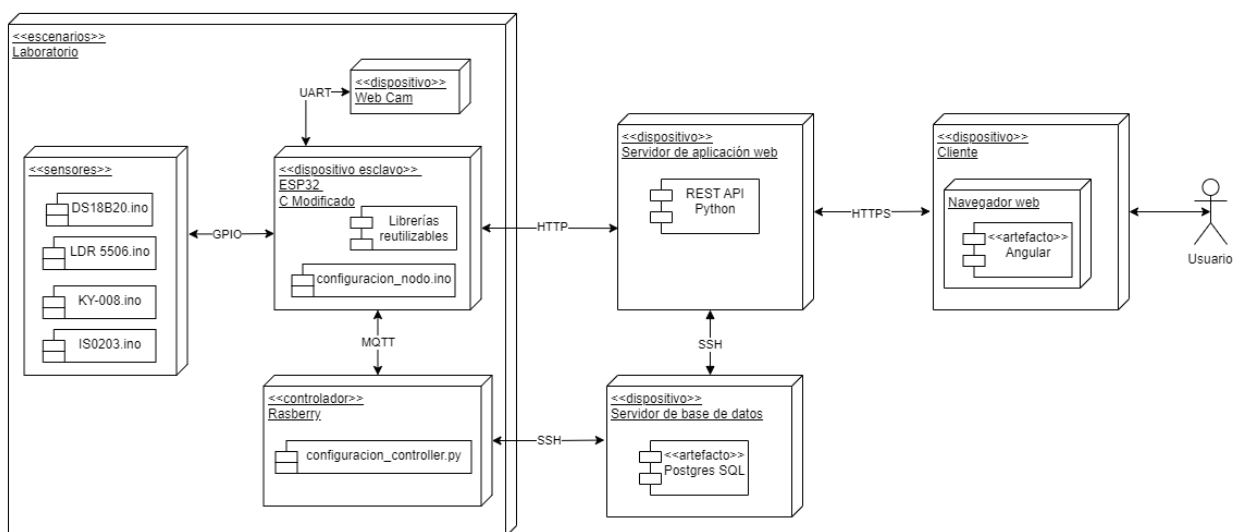 <<escenarios>>
Laboratorio
<<dispositivo>>
Web Cam
UART
<<sensores>>
DS18B20.ino
LDR 5506.ino
KY-008.ino
IS0203.ino
GPIO
<<dispositivo esclavo>>
ESP32
C Modificado
Librerías
reutilizables
configuracion_nodo.ino
MQTT
<<controlador>>
Rasberry
configuracion_controller.py
HTTP
SSH
<<dispositivo>>
Servidor de aplicación web
REST API
Python
SSH
<<dispositivo>>
Servidor de base de datos
<<artefacto>>
Postgres SQL
HTTPS
<<dispositivo>>
Cliente
Navegador web
<<artefacto>>
Angular
Usuario